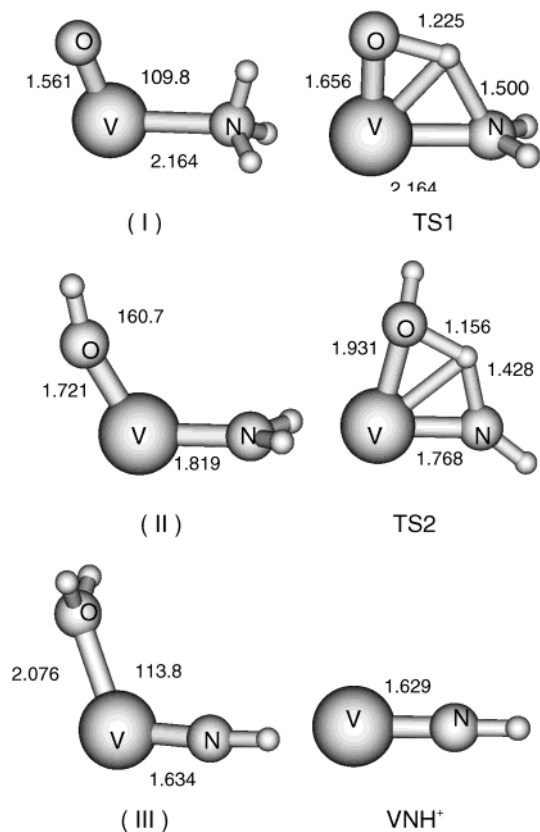 O
1.561
109.8
V
N
2.164
( I )
1.225
O
1.656
1.500
V
N
2.164
TS1
160.7
O
1.721
V
N
1.819
( II )
O
1.156
1.931
1.428
V
N
1.768
TS2
O
2.076
113.8
V
N
1.634
( III )
1.629
V
N
VNH⁺